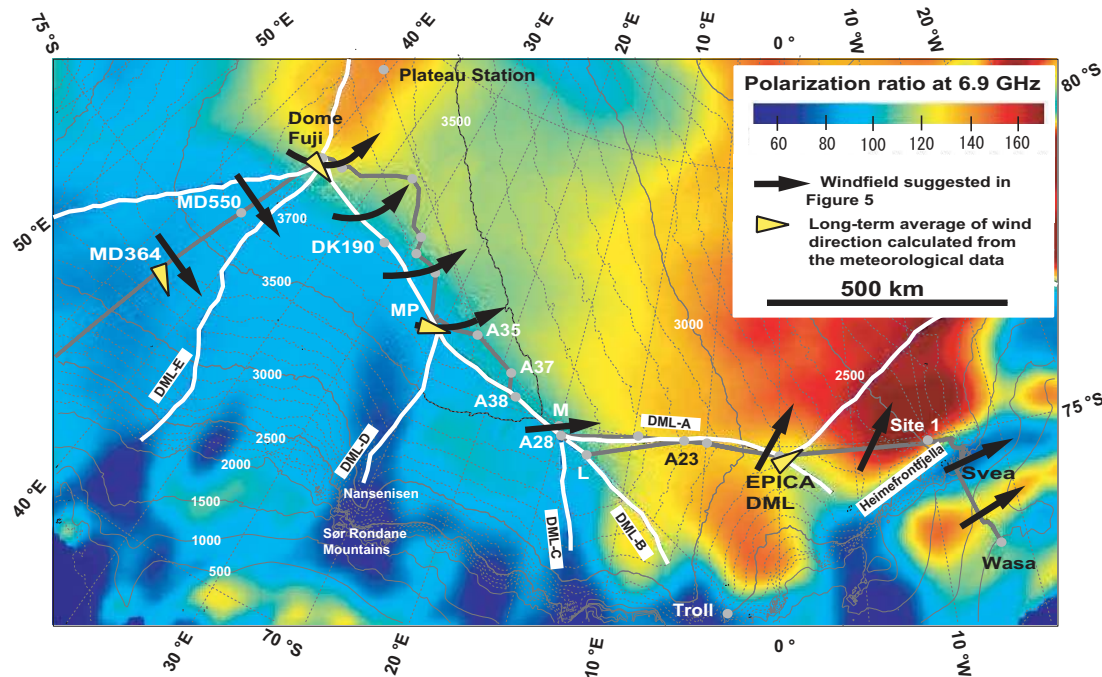 75 °S
50 °E
40 °E
30 °E
20 °E
10 °E
0 °
10 °W
20 °W
80 °S
Plateau Station
Dome
Fuji
3500
MD550
3700
MD364
DK190
3500
MP
A35
A37
A38
3000
M
DML-A
A28
A23
L
EPICA
DML
2500
Site 1
Svea
Heimefrontfjella
Wasa
Troll
DML-B
DML-C
DML-D
DML-E
Nansenisen
Sør Rondane
Mountains
3000
2500
2000
1500
1000
500
Polarization ratio at 6.9 GHz
60 80 100 120 140 160
Windfield suggested in
Figure 5
Long-term average of wind
direction calculated from
the meteorological data
500 km
50 °E
40 °E
75 °S
30 °E
70 °S
20 °E
10 °E
0 °
10 °W